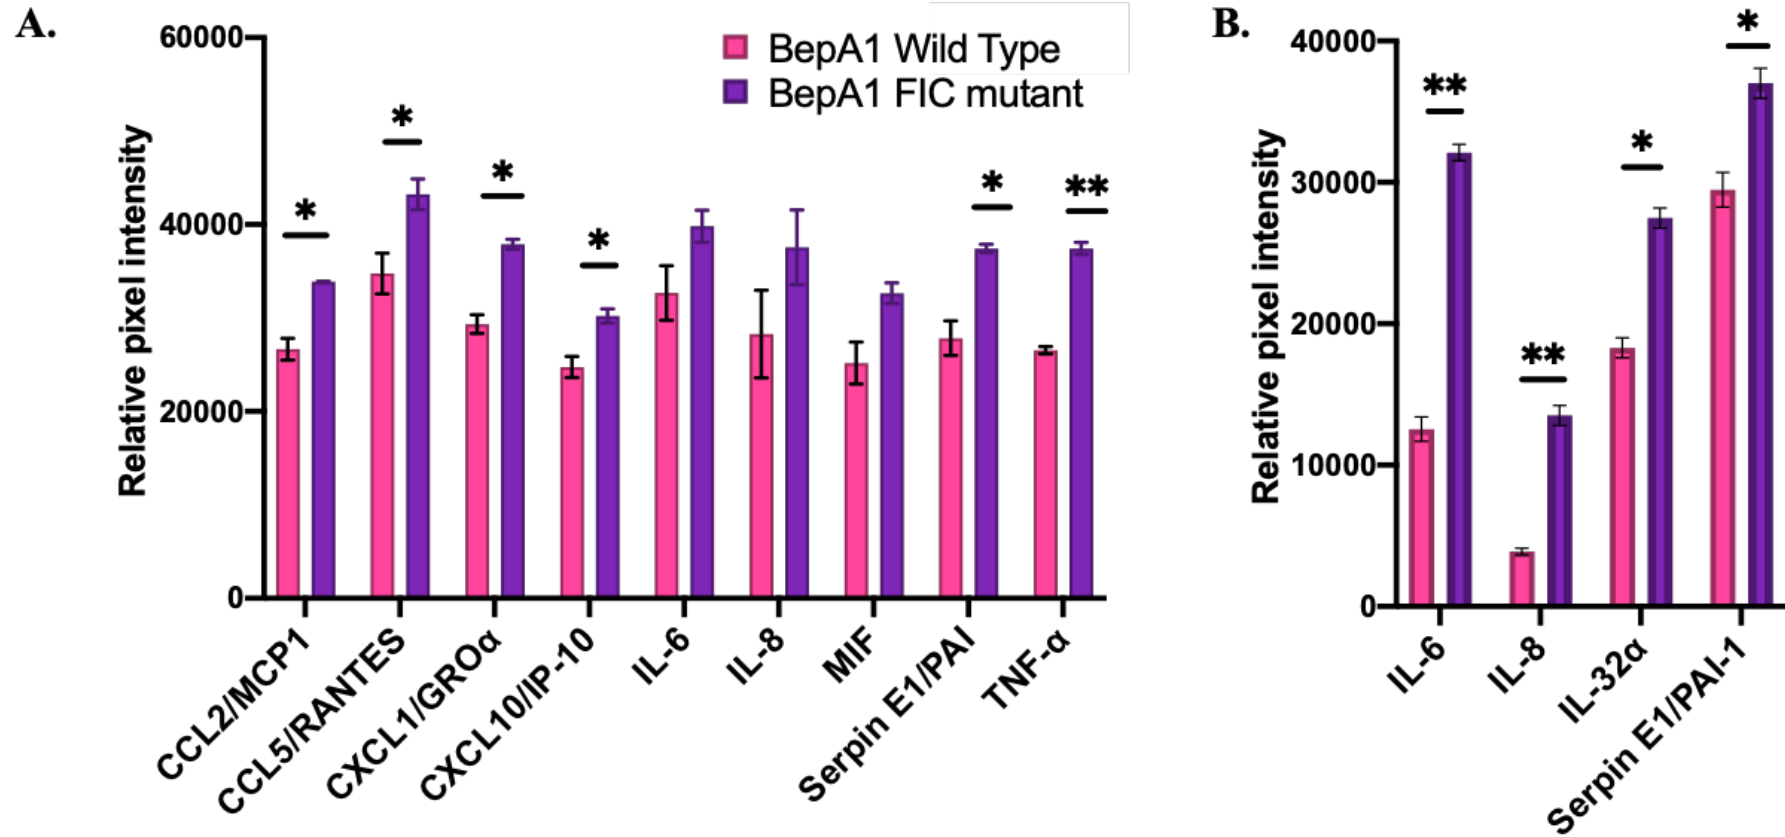 A.
BepA1 Wild Type
BepA1 FIC mutant
Relative pixel intensity
60000
40000
20000
0
*
*
*
*
*
**
CCL2/MCP1
CCL5/RANTES
CXCL1/GROα
CXCL10/IP-10
IL-6
IL-8
MIF
Serpin E1/PAI
TNF-α
B.
Relative pixel intensity
40000
30000
20000
10000
0
**
**
*
*
IL-6
IL-8
IL-32α
Serpin E1/PAI-1